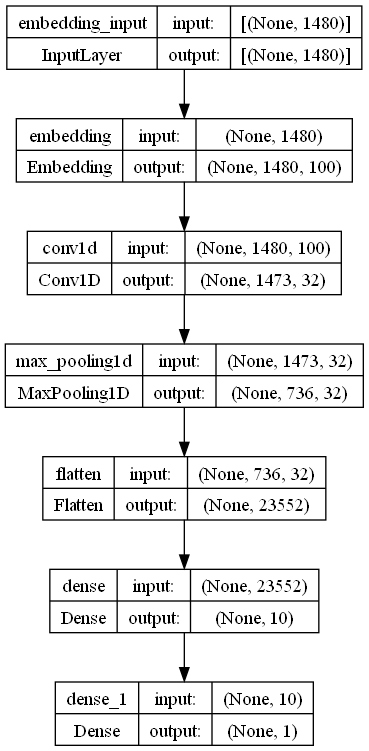 embedding_input input: [(None, 1480)]
InputLayer output: [(None, 1480)]
embedding input: (None, 1480)
Embedding output: (None, 1480, 100)
conv1d input: (None, 1480, 100)
Conv1D output: (None, 1473, 32)
max_pooling1d input: (None, 1473, 32)
MaxPooling1D output: (None, 736, 32)
flatten input: (None, 736, 32)
Flatten output: (None, 23552)
dense input: (None, 23552)
Dense output: (None, 10)
dense_1 input: (None, 10)
Dense output: (None, 1)